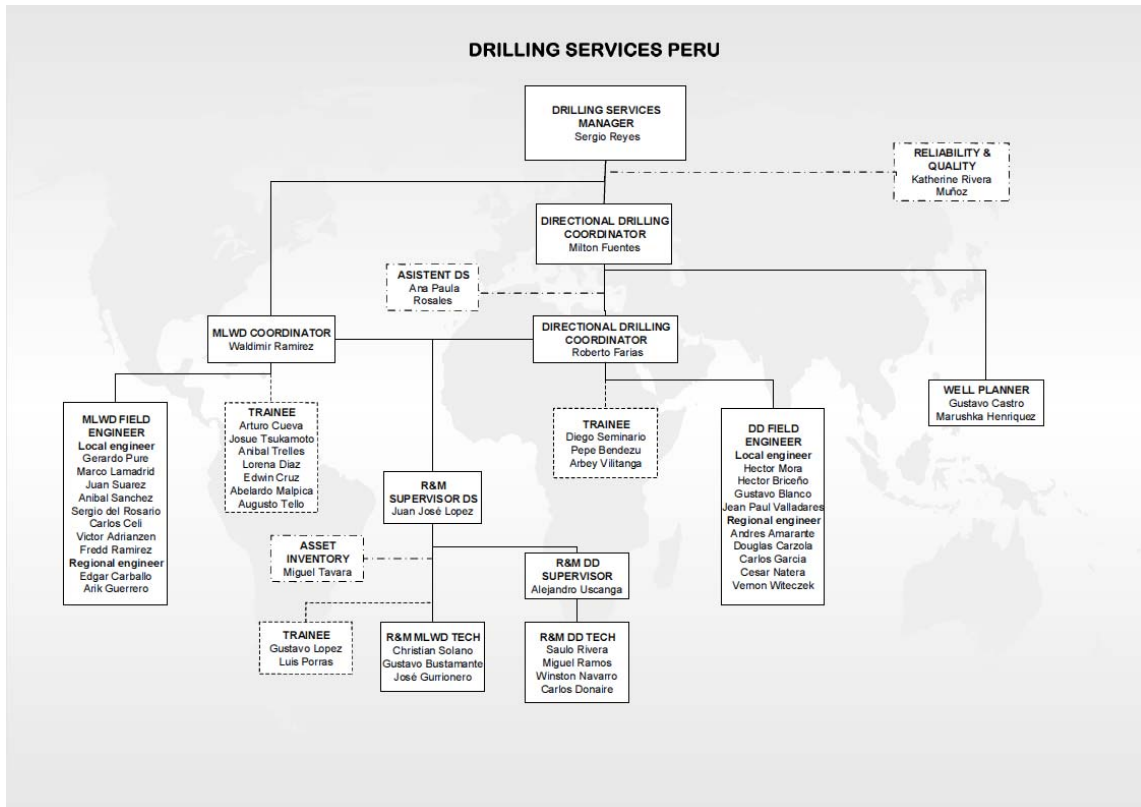 DRILLING SERVICES PERU
DRILLING SERVICES
MANAGER
Sergio Reyes
RELIABILITY &
QUALITY
Katherine Rivera
Muñoz
DIRECTIONAL DRILLING
COORDINATOR
Milton Fuentes
ASISTENT DS
Ana Paula
Rosales
MLWD COORDINATOR
Waldimir Ramirez
DIRECTIONAL DRILLING
COORDINATOR
Roberto Farias
WELL PLANNER
Gustavo Castro
Marushka Henriquez
MLWD FIELD
ENGINEER
Local engineer
Gerardo Pure
Marco Lamadrid
Juan Suarez
Anibal Sanchez
Sergio del Rosario
Carlos Celi
Victor Adrianzen
Fredd Ramirez
Regional engineer
Edgar Carballo
Arik Guerrero
TRAINEE
Arturo Cueva
Josue Tsukamoto
Anibal Trelles
Lorena Diaz
Edwin Cruz
Abelardo Malpica
Augusto Tello
TRAINEE
Diego Seminario
Pepe Bendezu
Arbey Vilitanga
DD FIELD
ENGINEER
Local engineer
Hector Mora
Hector Briceño
Gustavo Blanco
Jean Paul Valladares
Regional engineer
Andres Amarante
Douglas Carzola
Carlos Garcia
Cesar Natera
Vernon Witeczek
R&M
SUPERVISOR DS
Juan José Lopez
ASSET
INVENTORY
Miguel Tavara
R&M DD
SUPERVISOR
Alejandro Uscanga
TRAINEE
Gustavo Lopez
Luis Porras
R&M MLWD TECH
Christian Solano
Gustavo Bustamante
José Gurrionero
R&M DD TECH
Saulo Rivera
Miguel Ramos
Winston Navarro
Carlos Donaire